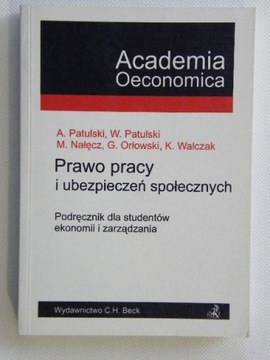 Academia
Oeconomica
A. Patulski, W. Patulski
M. Nałęcz, G. Orłowski, K. Walczak
Prawo pracy
i ubezpieczeń społecznych
Podręcznik dla studentów
ekonomii i zarządzania
Wydawnictwo C.H. Beck